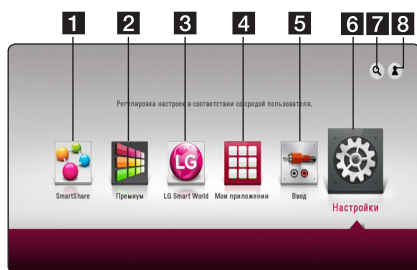 1 2 3 4 5 6 7 8
Регулировка настроек в соответствии со средой пользователя.
LG
SmartShare Премиум LG Smart World Мои приложения Ввод
Настройки